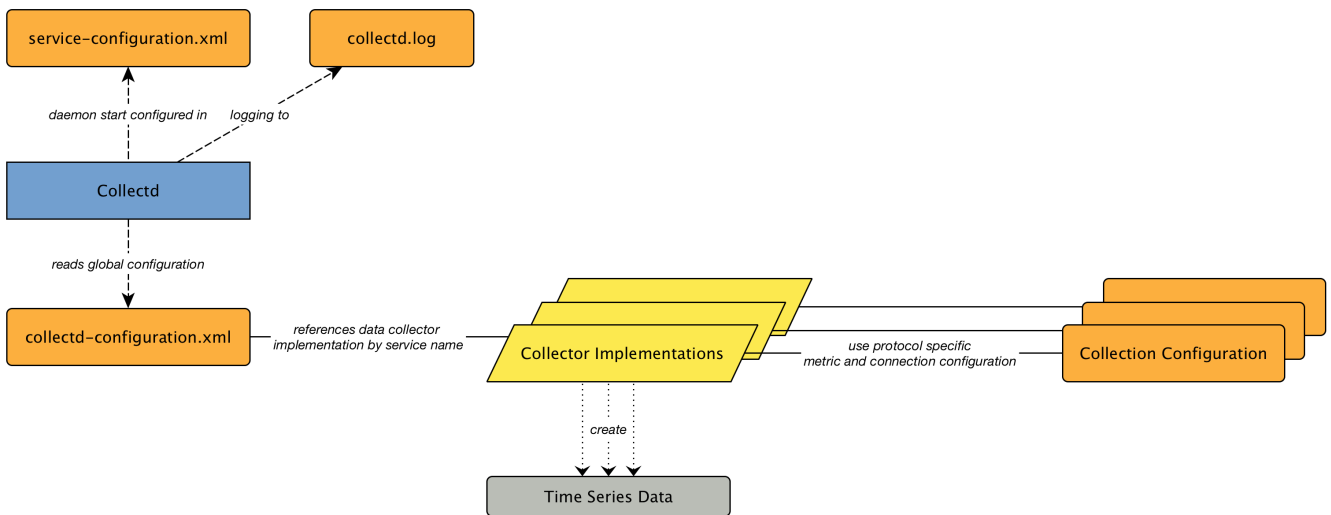 service-configuration.xml
collectd.log
daemon start configured in
logging to
Collectd
reads global configuration
collectd-configuration.xml
references data collector
implementation by service name
Collector Implementations
use protocol specific
metric and connection configuration
Collection Configuration
create
Time Series Data